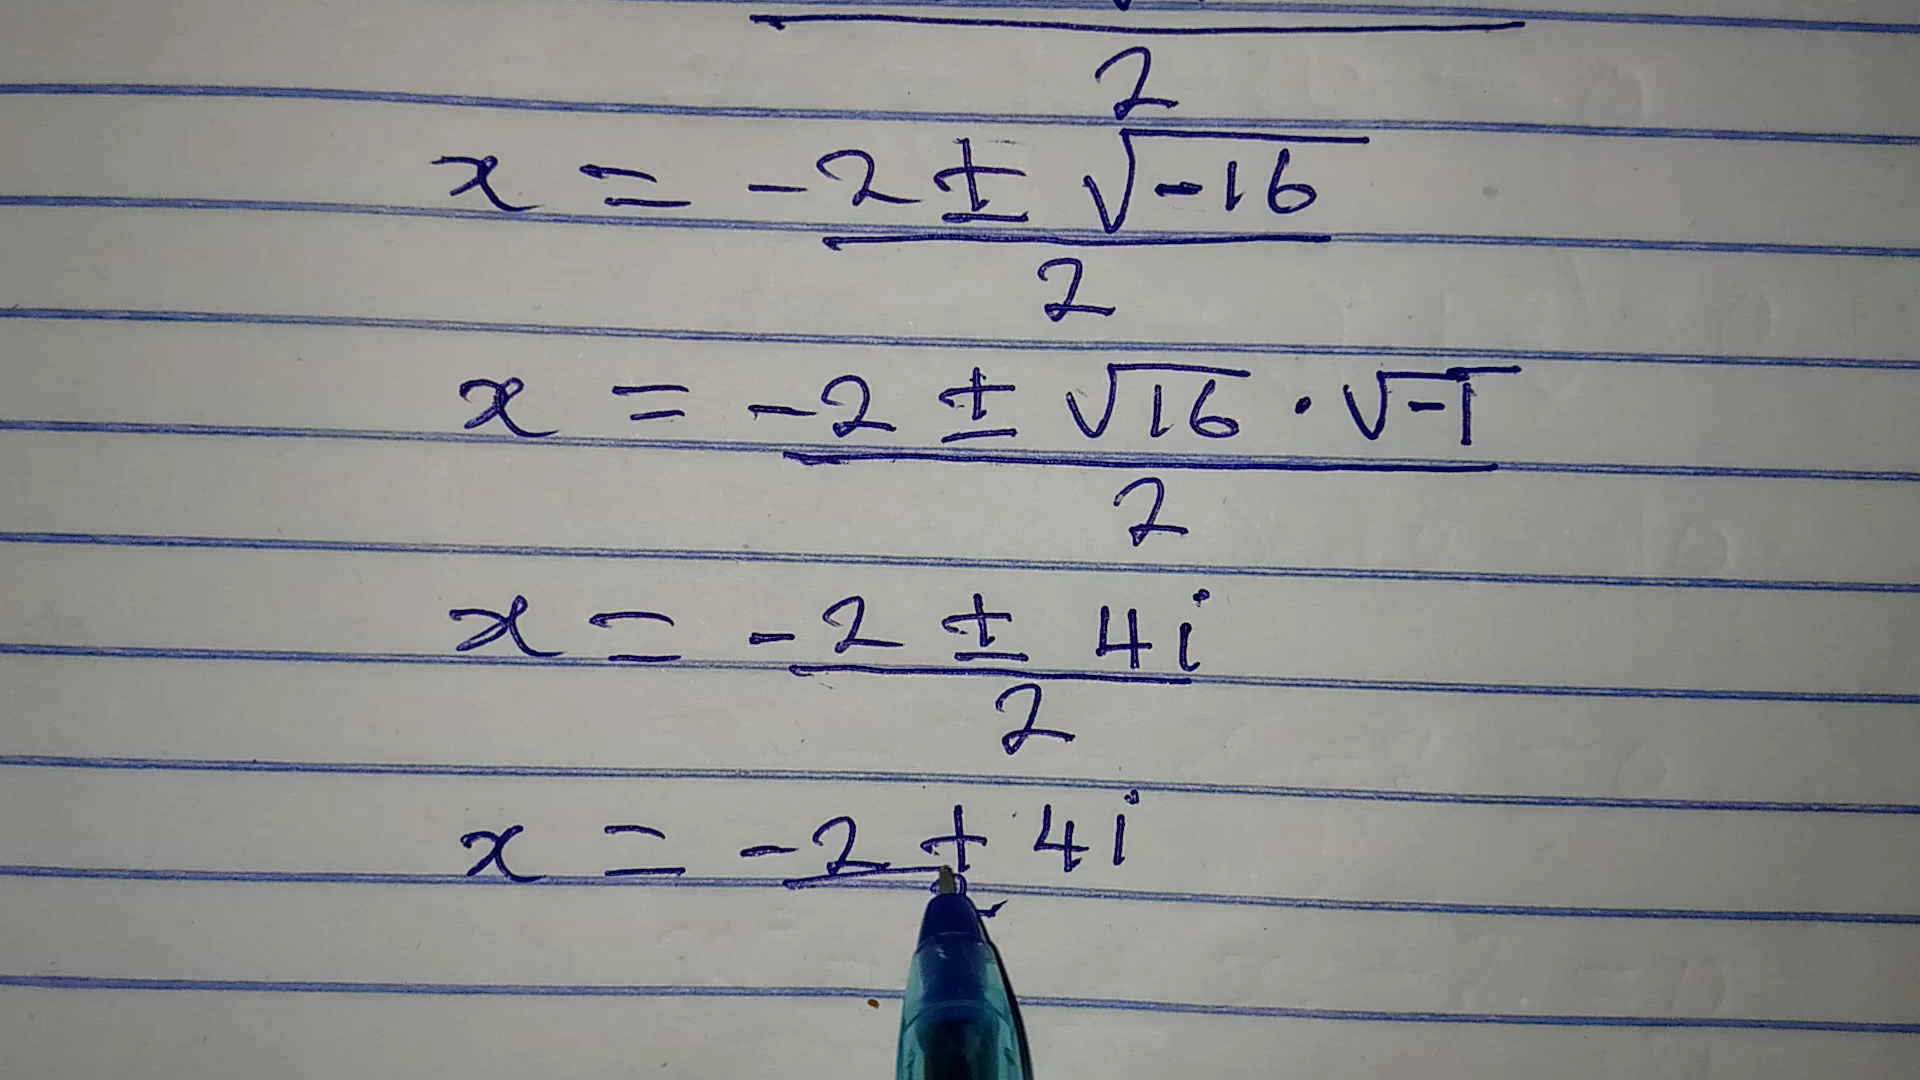 2
x = -2 ± √-16
2
x = -2 ± √16 · √-1
2
x = -2 ± 4i
2
x = -2 + 4i